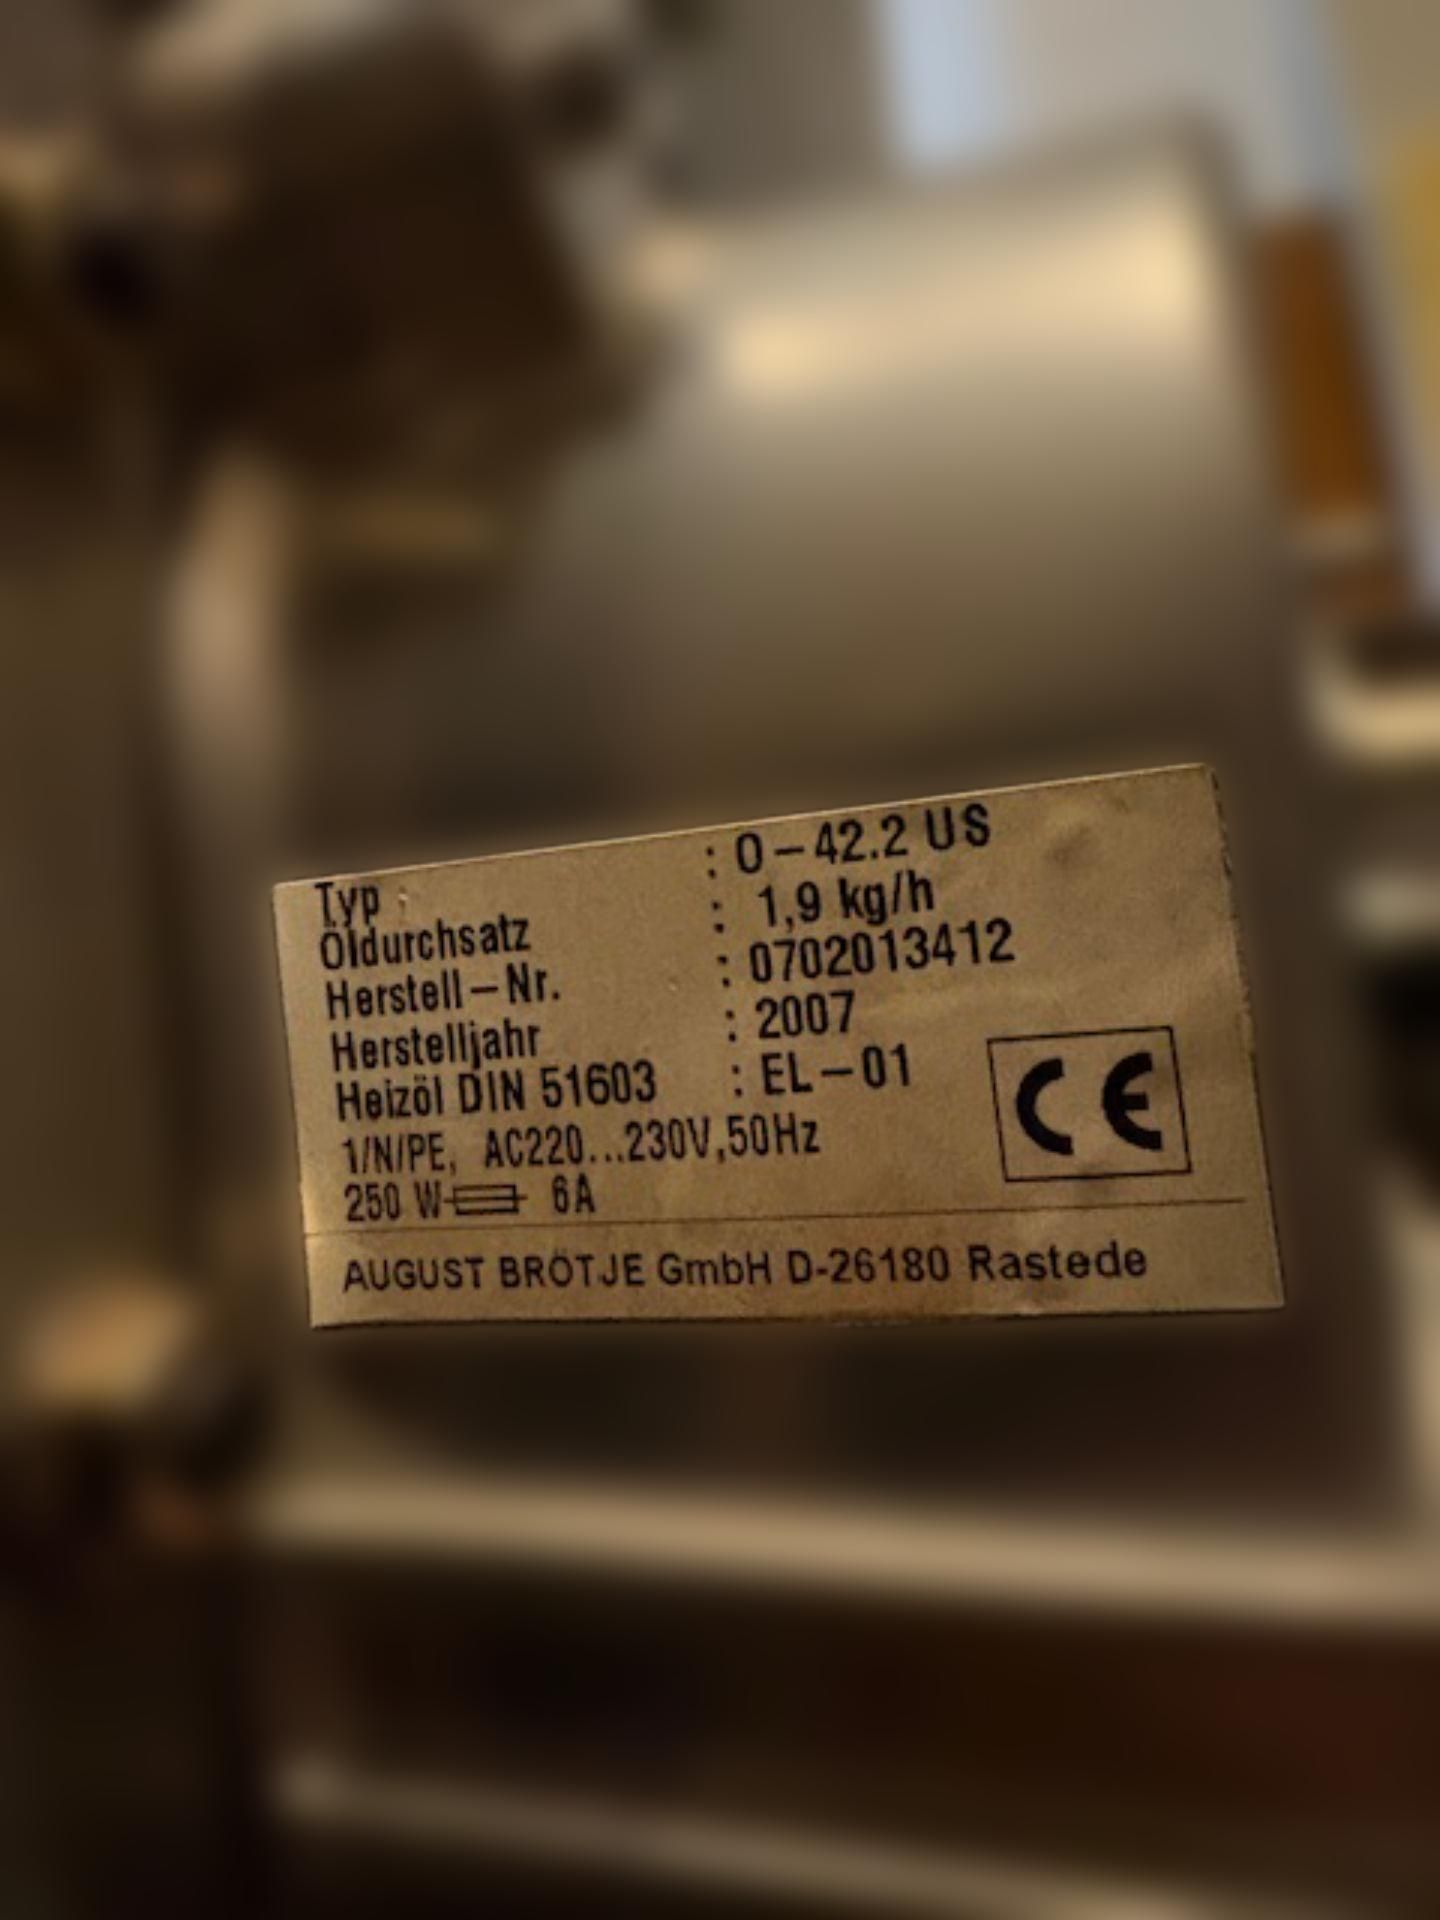 Typ : O-42.2 US
Öldurchsatz : 1,9 kg/h
Herstell-Nr. : 0702013412
Herstelljahr : 2007
Heizöl DIN 51603 : EL-01
1/N/PE, AC220...230V,50Hz
250 W 6A
CE
AUGUST BRÖTJE GmbH D-26180 Rastede